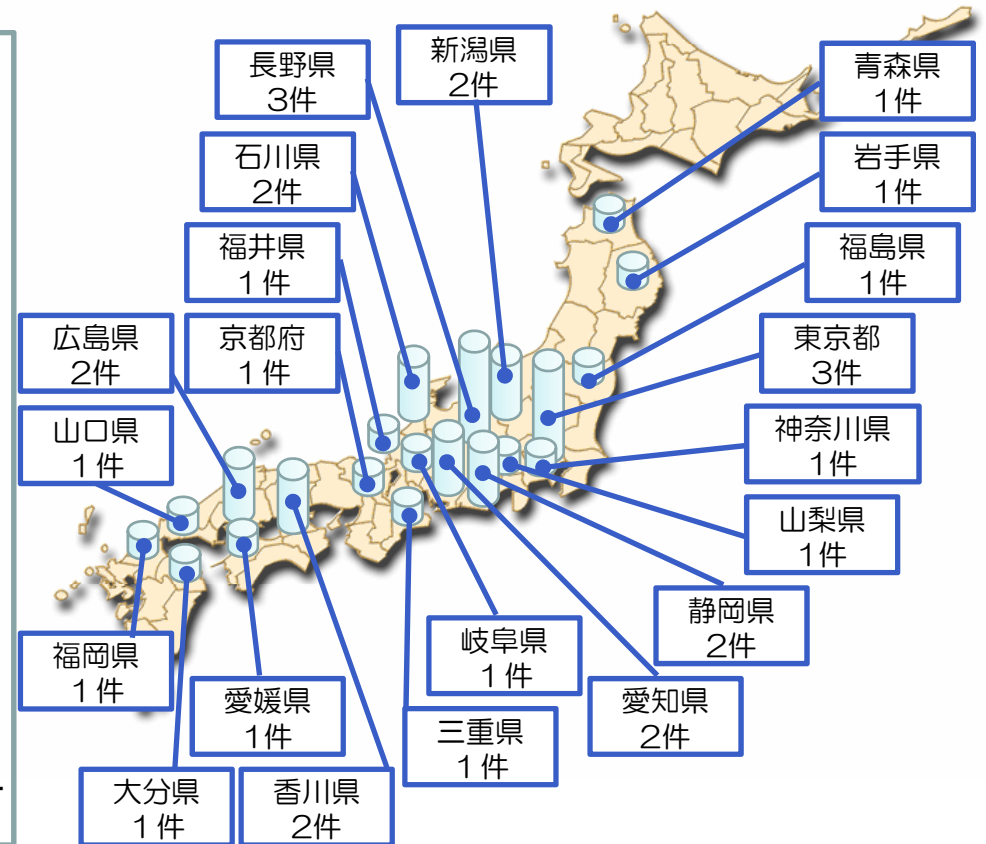 長野県
3件
新潟県
2件
青森県
1件
石川県
2件
岩手県
1件
福井県
1件
福島県
1件
広島県
2件
京都府
1件
東京都
3件
山口県
1件
神奈川県
1件
山梨県
1件
静岡県
2件
岐阜県
1件
福岡県
1件
愛媛県
1件
愛知県
2件
三重県
1件
大分県
1件
香川県
2件